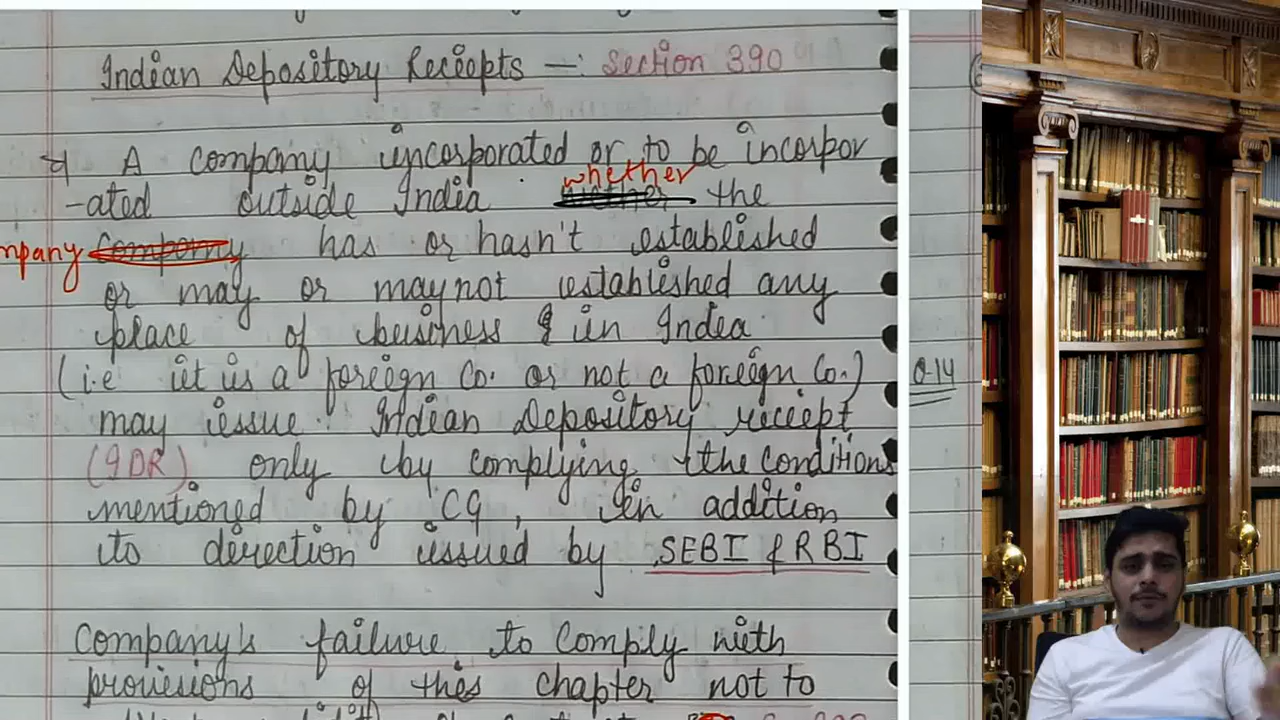 Indian Depository Receipts —: Section 390
→ A company incorporated or to be incorpor
-ated outside India whether the
company has or hasn't established
or may or maynot established any
place of business in India
(i.e it is a foreign Co. or not a foreign Co.)
may issue Indian Depository receipt
(IDR) only by complying the conditions
mentioned by CG, in addition
to direction issued by SEBI & RBI
Company's failure to Comply with
provisions of this chapter not to
Q.14